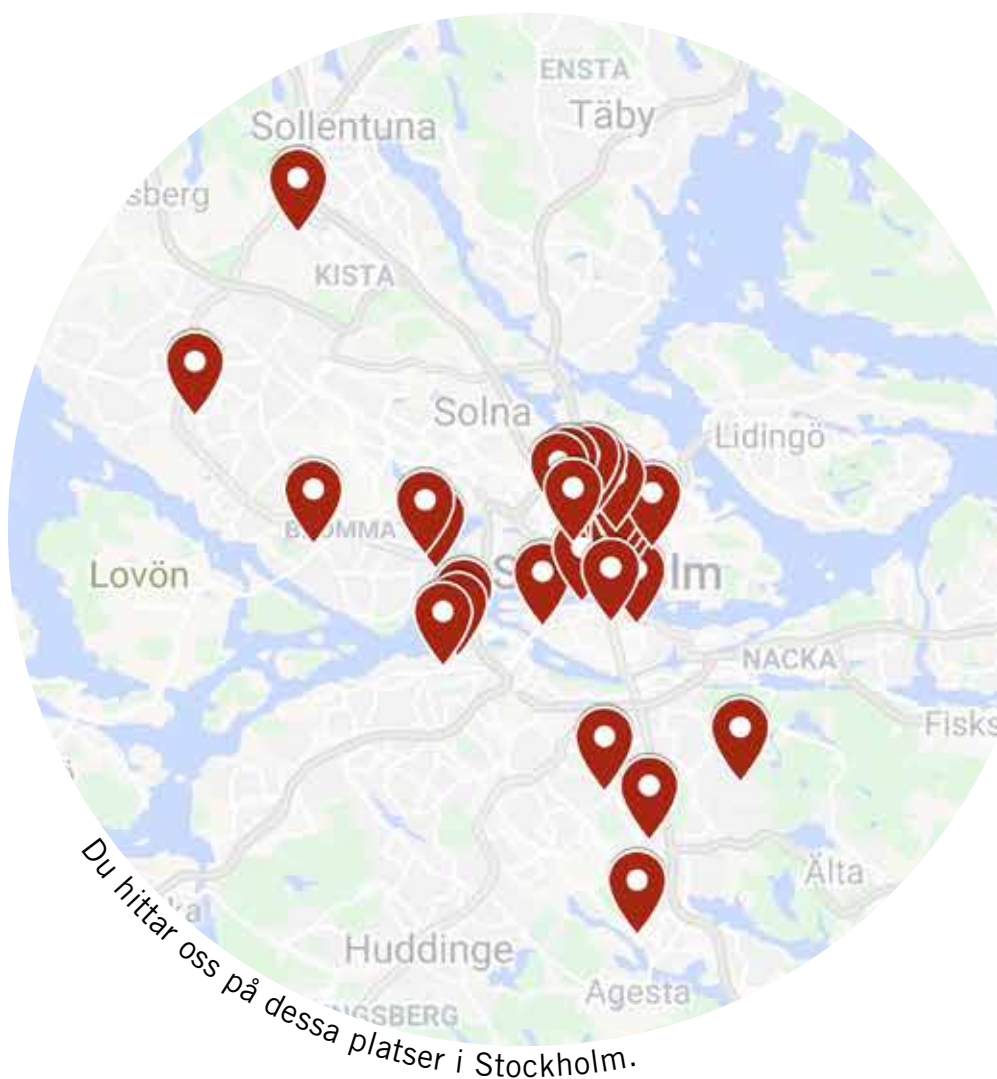 ENSTA
Täby
Sollentuna
sberg
KISTA
Solna
Lidingö
Lovön
lm
NACKA
Fisks
Älta
Huddinge
Agesta
NGSBERG
Du hittar oss på dessa platser i Stockholm.